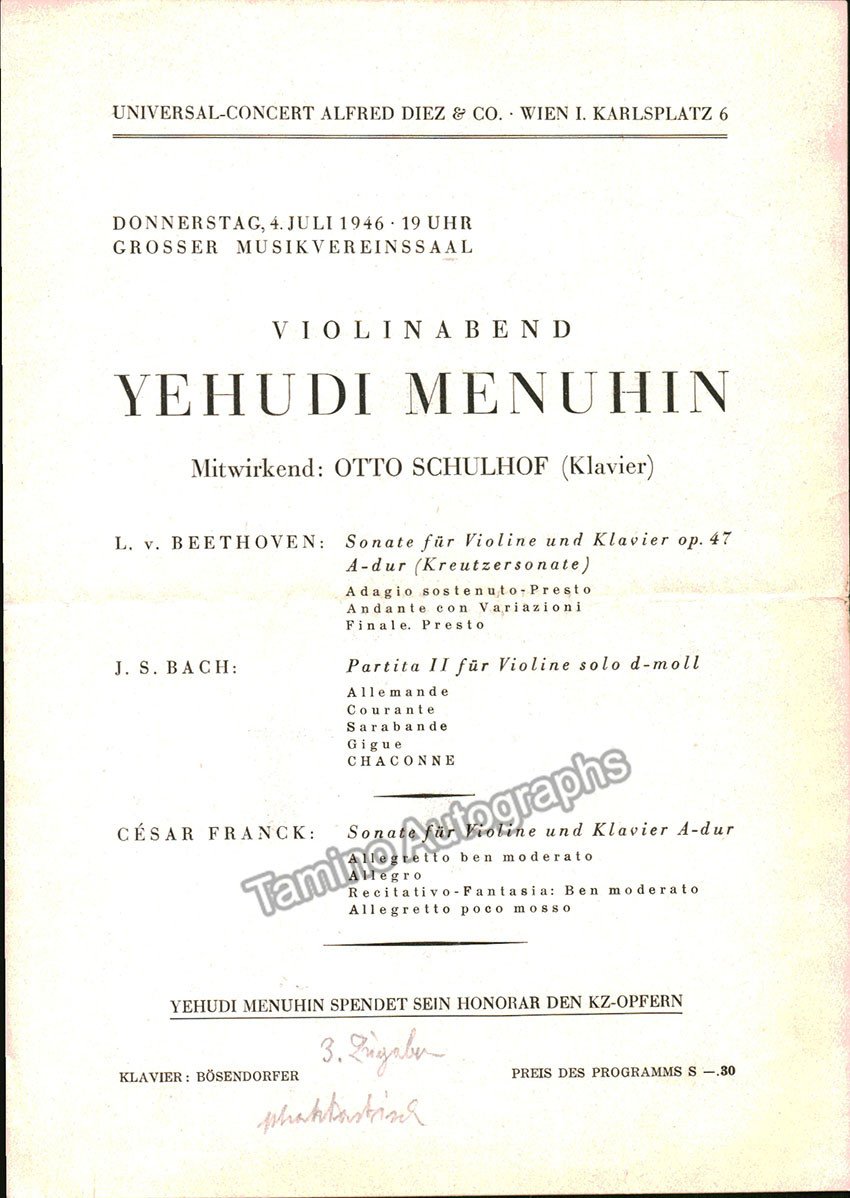 UNIVERSAL-CONCERT ALFRED DIEZ & CO. · WIEN I. KARLSPLATZ 6
DONNERSTAG, 4. JULI 1946 · 19 UHR
GROSSER MUSIKVEREINSSAAL
VIOLINABEND
YEHUDI MENUHIN
Mitwirkend: OTTO SCHULHOF (Klavier)
L. v. BEETHOVEN: Sonate für Violine und Klavier op. 47
A-dur (Kreutzersonate)
Adagio sostenuto-Presto
Andante con Variazioni
Finale. Presto
J. S. BACH: Partita II für Violine solo d-moll
Allemande
Courante
Sarabande
Gigue
CHACONNE
CÉSAR FRANCK: Sonate für Violine und Klavier A-dur
Allegretto ben moderato
Allegro
Recitativo-Fantasia: Ben moderato
Allegretto poco mosso
Tamino Autographs
YEHUDI MENUHIN SPENDET SEIN HONORAR DEN KZ-OPFERN
3. Zugaben
KLAVIER: BÖSENDORFER PREIS DES PROGRAMMS S —.30
phantastisch